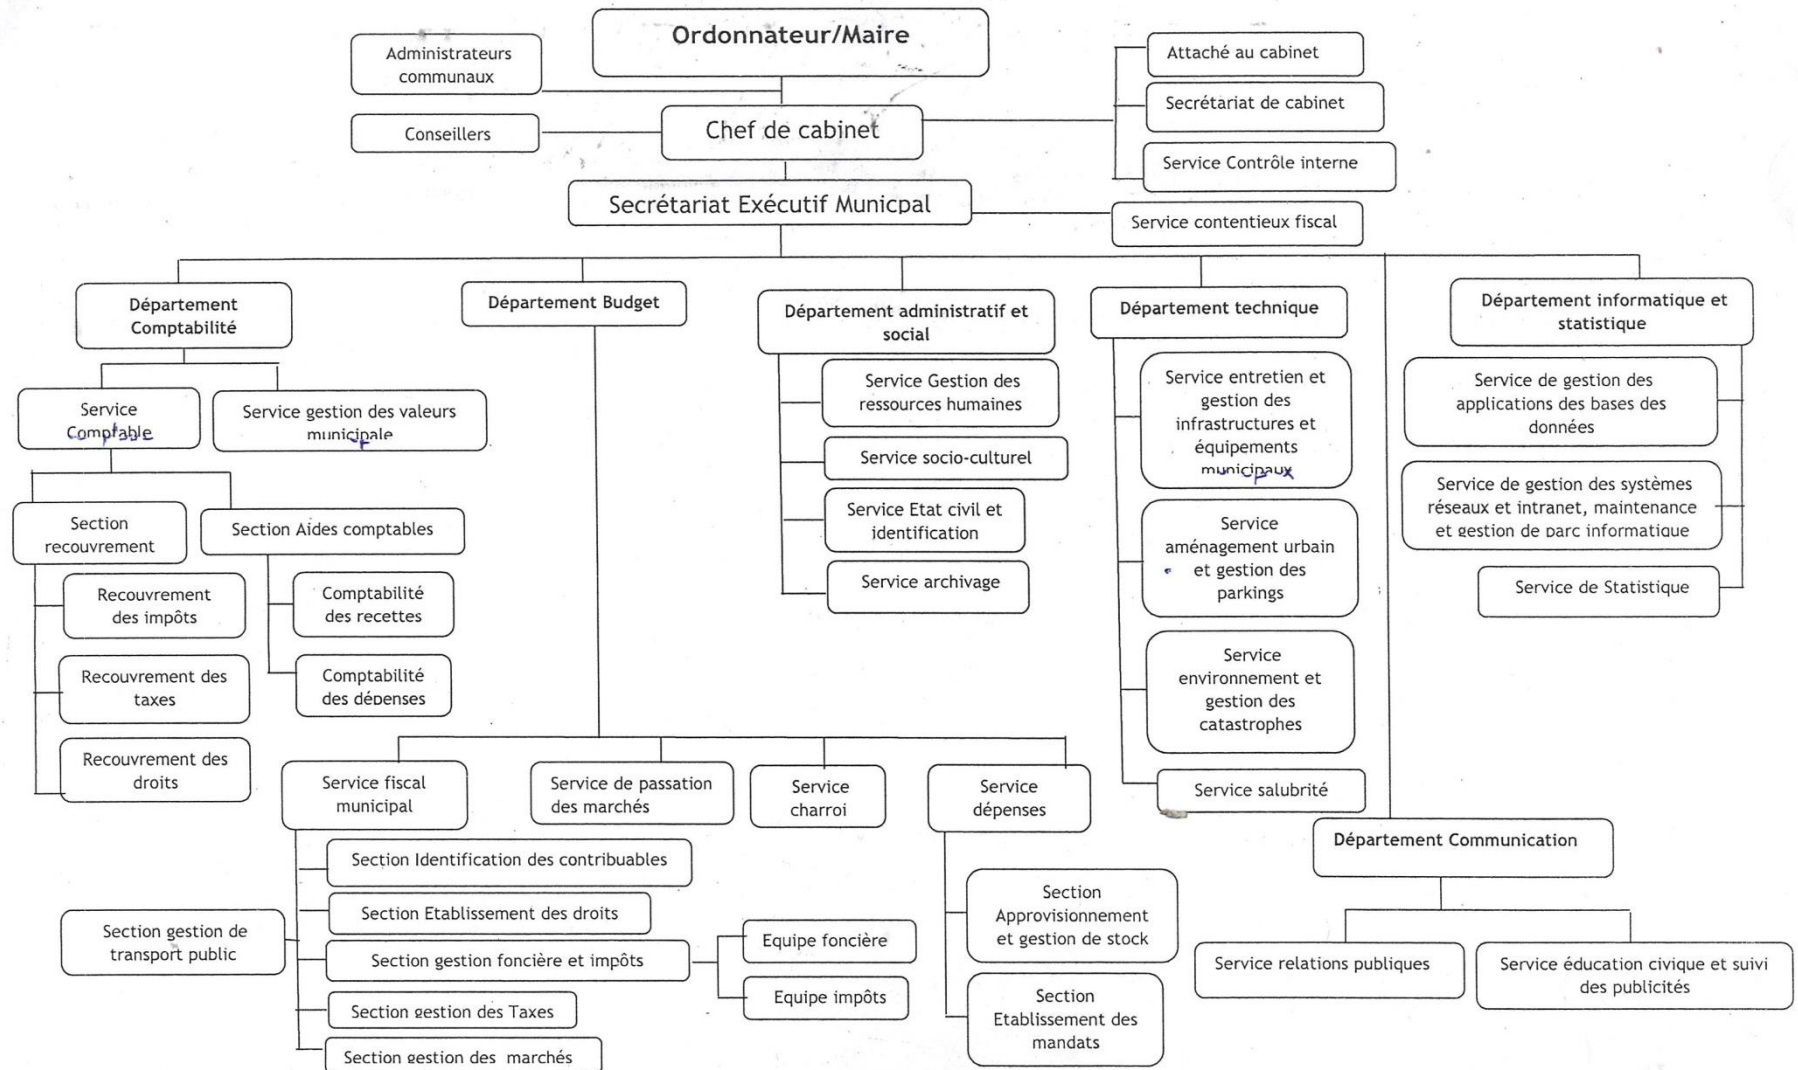 Ordonnateur/Maire
Administrateurs
communaux
Attaché au cabinet
Secrétariat de cabinet
Conseillers
Chef de cabinet
Service Contrôle interne
Secrétariat Exécutif Municpal
Service contentieux fiscal
Département
Comptabilité
Département Budget
Département administratif et
social
Département technique
Département informatique et
statistique
Service
Comptable
Service gestion des valeurs
municipale
Service Gestion des
ressources humaines
Service socio-culturel
Service Etat civil et
identification
Service archivage
Service entretien et
gestion des
infrastructures et
équipements
municipaux
Service
aménagement urbain
et gestion des
parkings
Service
environnement et
gestion des
catastrophes
Service salubrité
Service de gestion des
applications des bases des
données
Service de gestion des systèmes
réseaux et intranet, maintenance
et gestion de parc informatique
Service de Statistique
Section
recouvrement
Section Aides comptables
Recouvrement
des impôts
Recouvrement des
taxes
Recouvrement des
droits
Comptabilité
des recettes
Comptabilité
des dépenses
Service fiscal
municipal
Service de passation
des marchés
Service
charroi
Service
dépenses
Section Identification des contribuables
Section Etablissement des droits
Section gestion de
transport public
Section gestion foncière et impôts
Section gestion des Taxes
Section gestion des marchés
Equipe foncière
Equipe impôts
Section
Approvisionnement
et gestion de stock
Section
Etablissement des
mandats
Département Communication
Service relations publiques
Service éducation civique et suivi
des publicités